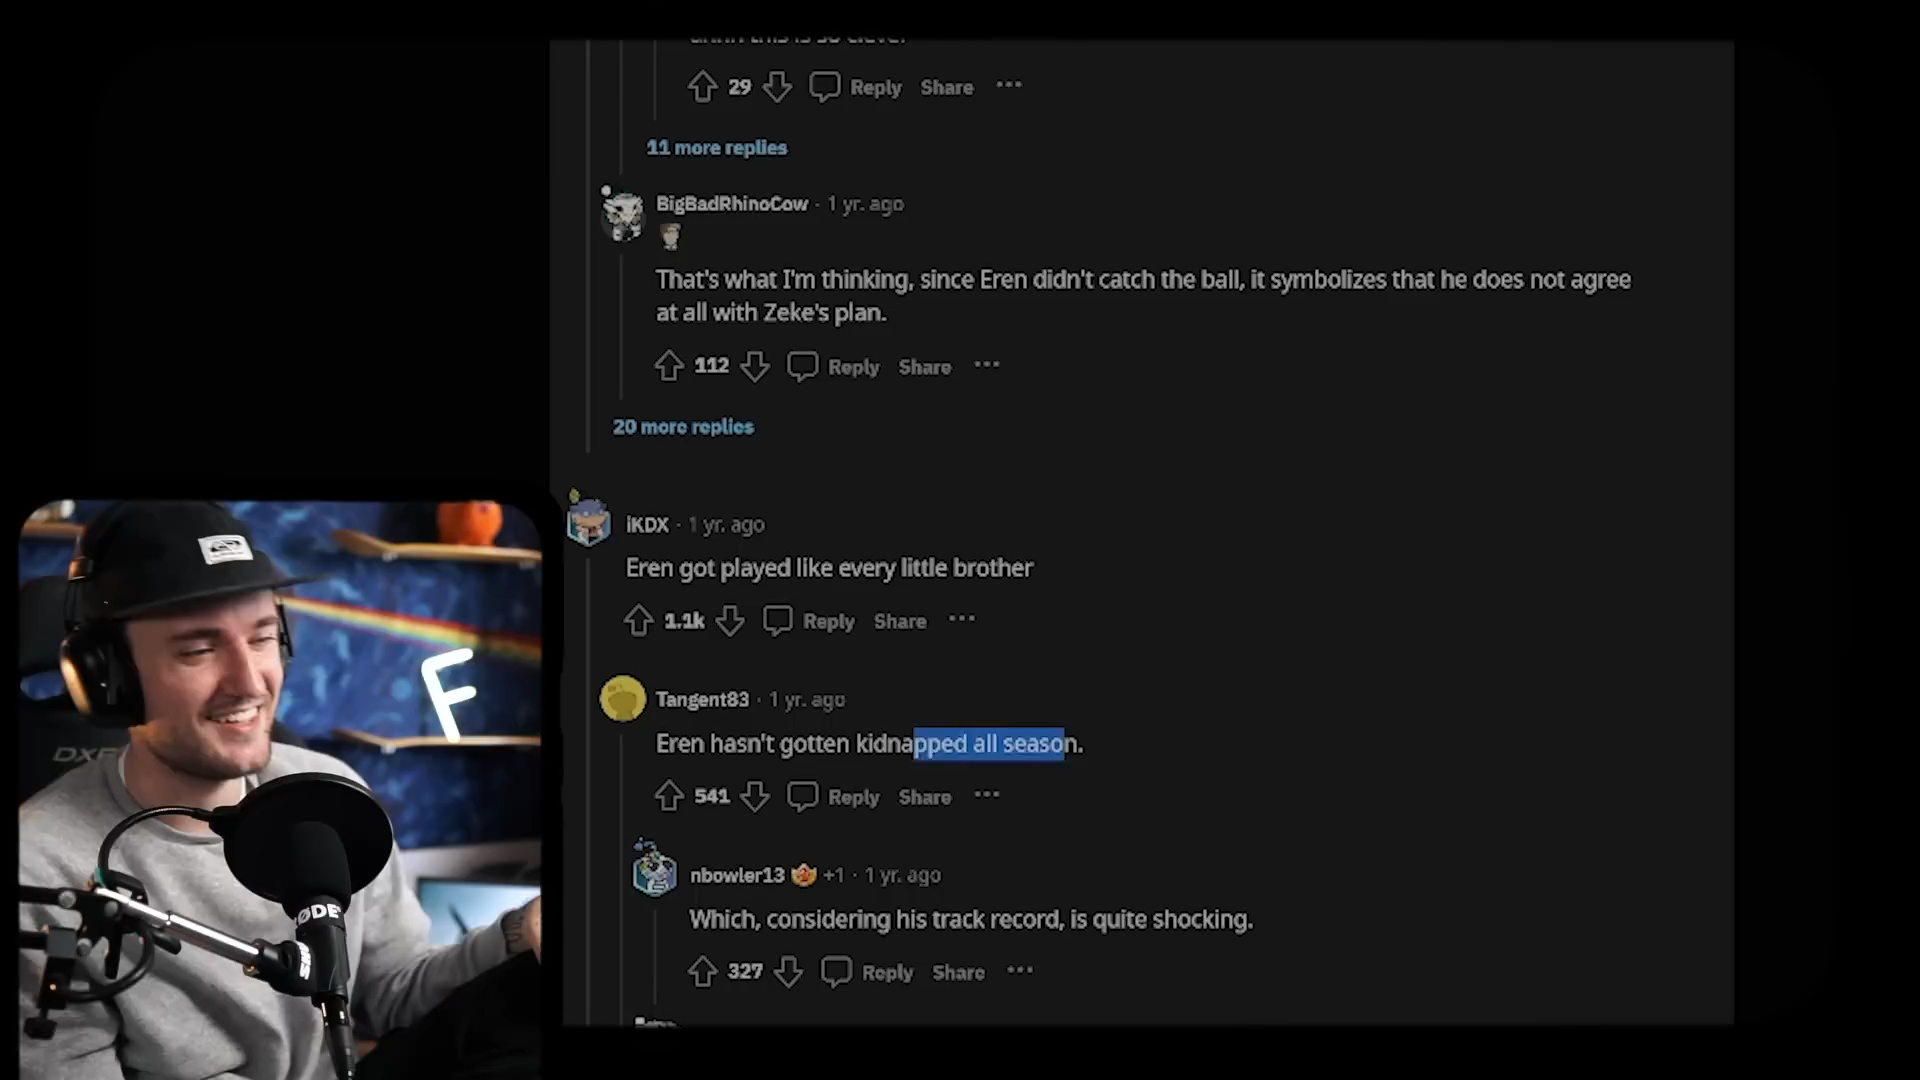 29 Reply Share
11 more replies
BigBadRhinoCow · 1 yr. ago
That's what I'm thinking, since Eren didn't catch the ball, it symbolizes that he does not agree
at all with Zeke's plan.
112 Reply Share
20 more replies
iKDX · 1 yr. ago
Eren got played like every little brother
1.1k Reply Share
Tangent83 · 1 yr. ago
Eren hasn't gotten kidnapped all season.
541 Reply Share
nbowler13 +1 · 1 yr. ago
Which, considering his track record, is quite shocking.
327 Reply Share
F
RØDE